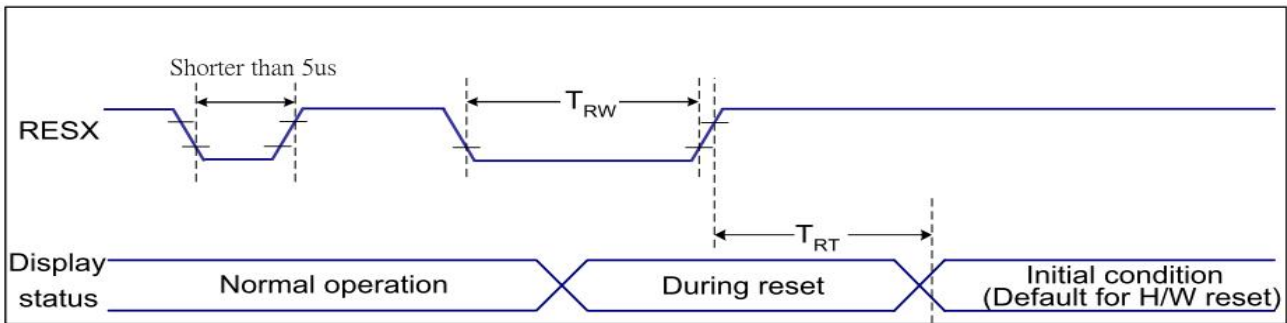 Shorter than 5us
RESX
TRW
TRT
Display
status
Normal operation
During reset
Initial condition
(Default for H/W reset)